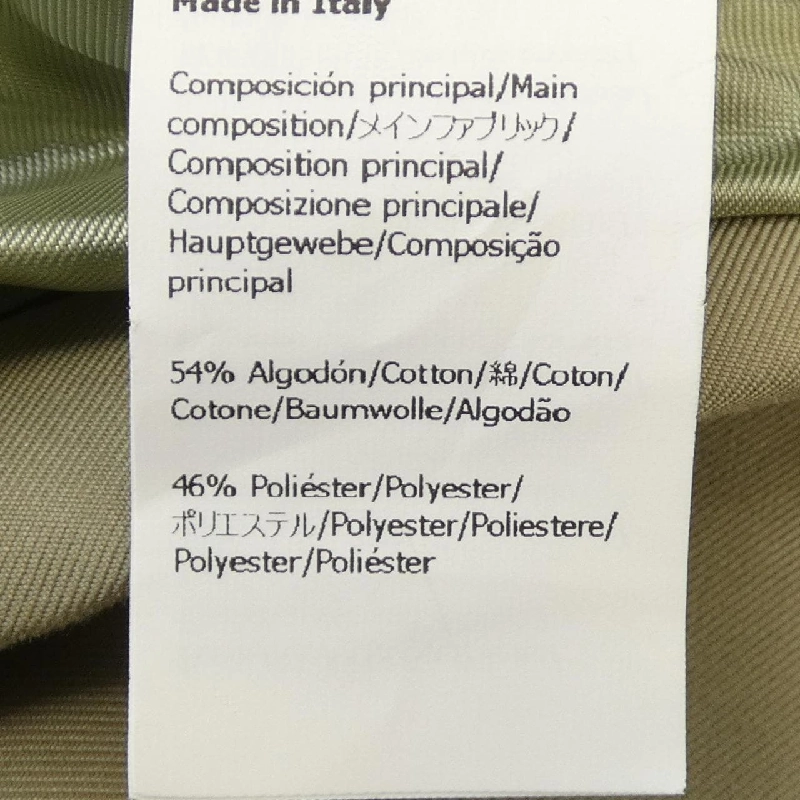 Made in Italy
Composición principal/Main
composition/メインファブリック/
Composition principal/
Composizione principale/
Hauptgewebe/Composição
principal
54% Algodón/Cotton/綿/Coton/
Cotone/Baumwolle/Algodão
46% Poliéster/Polyester/
ポリエステル/Polyester/Poliestere/
Polyester/Poliéster